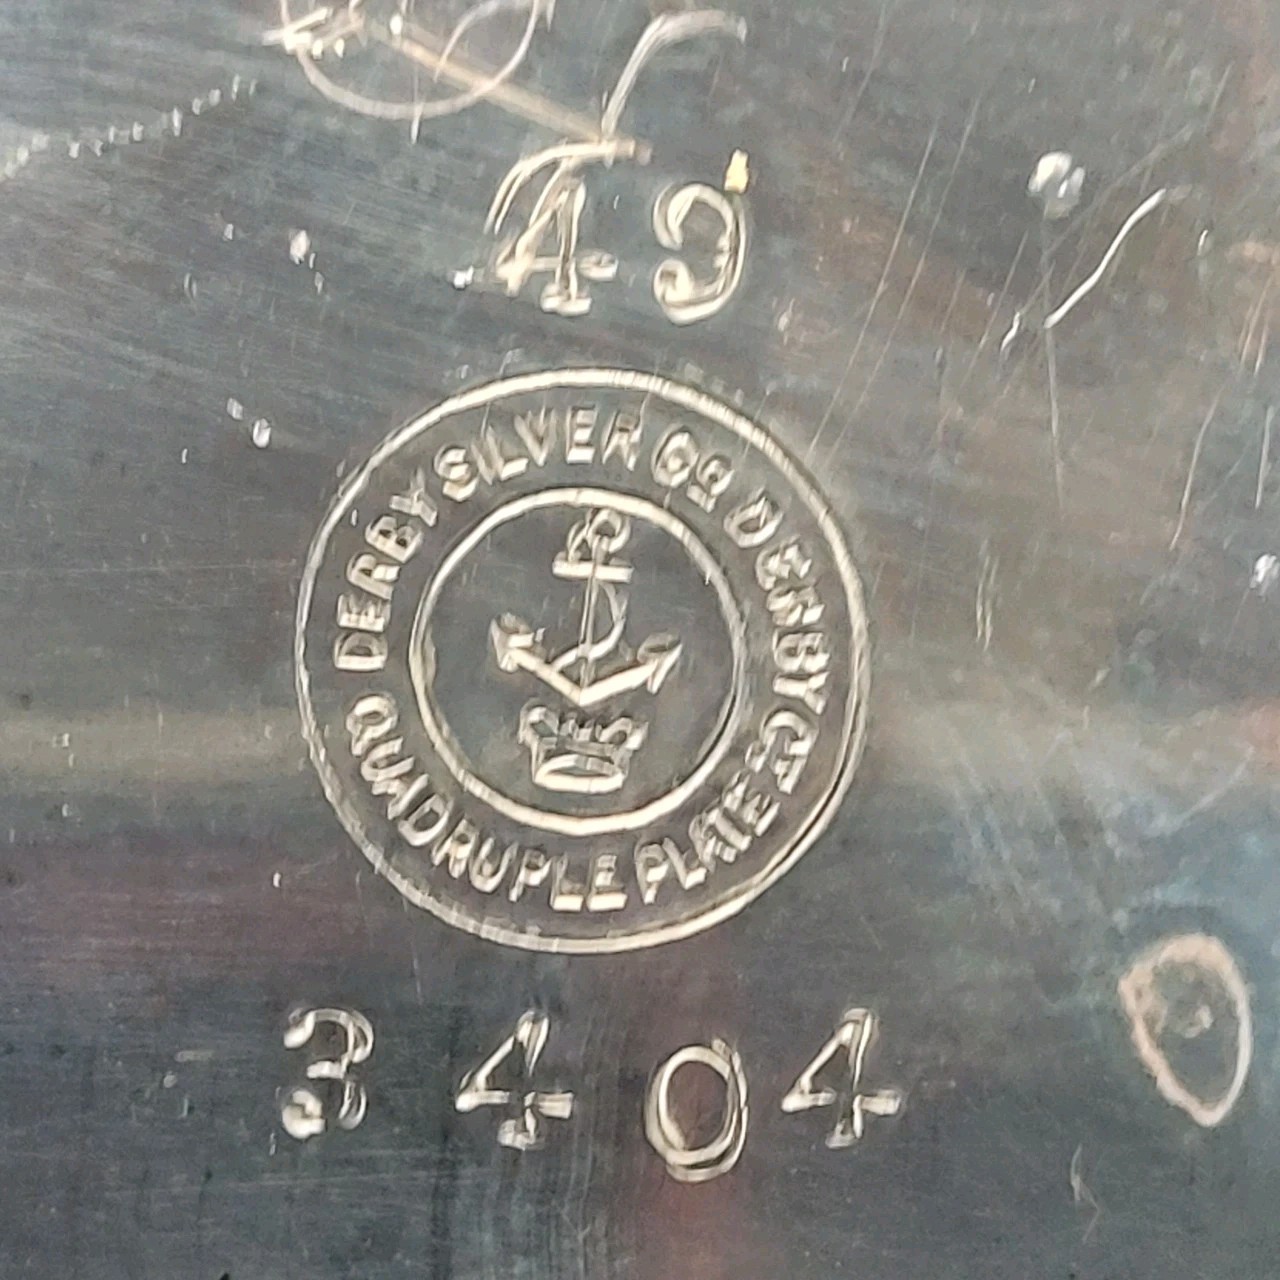 49
DERBY SILVER Co DERBY CT
QUADRUPLE PLATE
3404